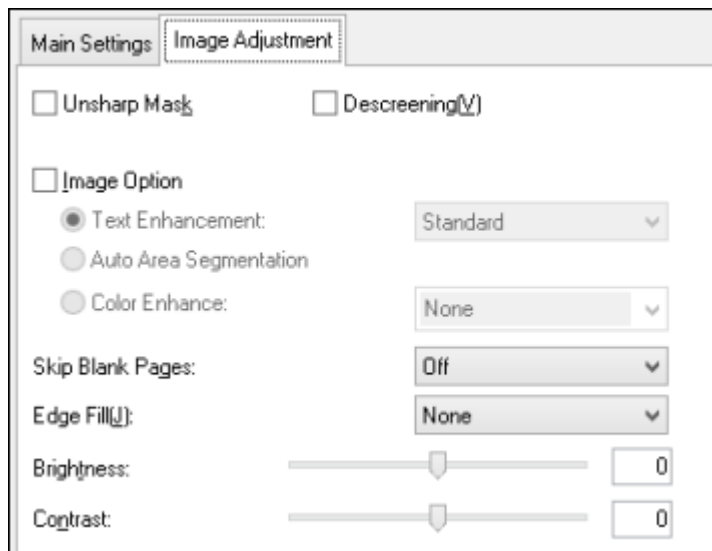 Main Settings Image Adjustment
Unsharp Mask Descreening(V)
Image Option
Text Enhancement: Standard
Auto Area Segmentation
Color Enhance: None
Skip Blank Pages: Off
Edge Fill(J): None
Brightness: 0
Contrast: 0